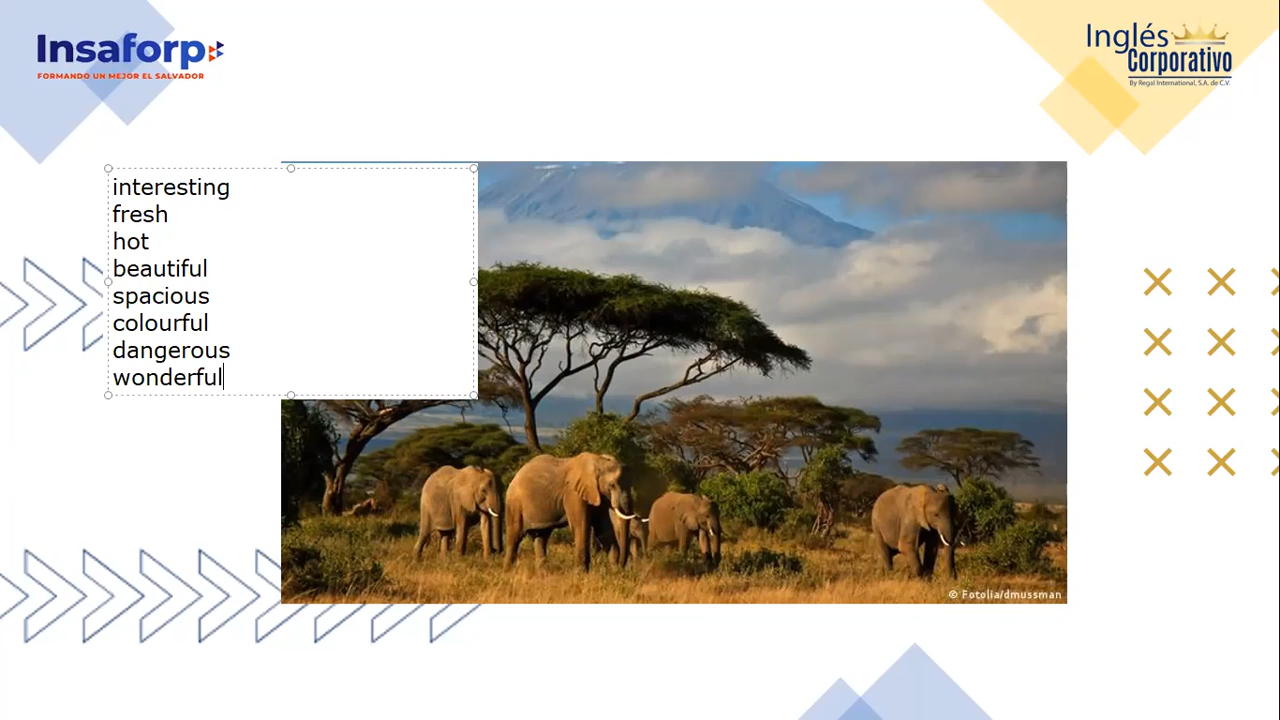 Insaforp
FORMANDO UN MEJOR EL SALVADOR
Inglés
Corporativo
By Regal International, S.A. de C.V.
interesting
fresh
hot
beautiful
spacious
colourful
dangerous
wonderful
© Fotolia/dmussman